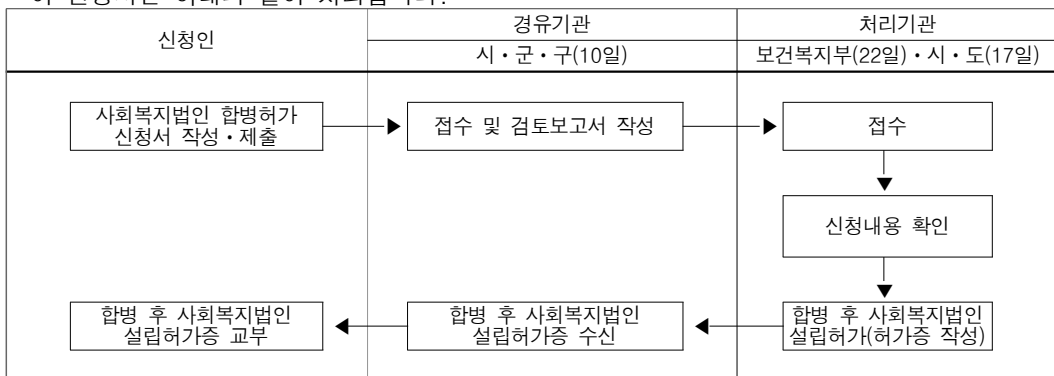 신청인
경유기관
처리기관
시・군・구(10일)
보건복지부(22일)・시・도(17일)
사회복지법인 합병허가
신청서 작성・제출
접수 및 검토보고서 작성
접수
신청내용 확인
합병 후 사회복지법인
설립허가증 교부
합병 후 사회복지법인
설립허가증 수신
합병 후 사회복지법인
설립허가(허가증 작성)